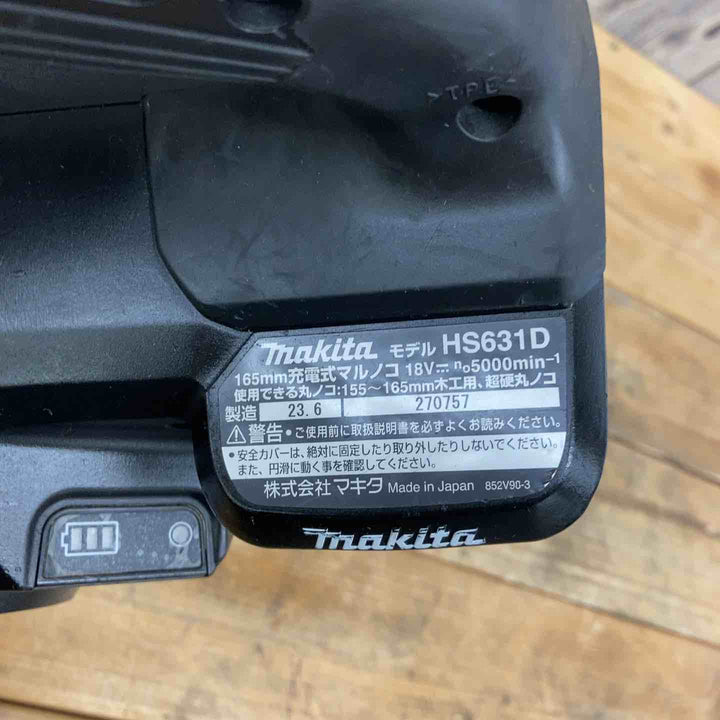 >TPE<
makita モデル HS631D
165mm充電式マルノコ 18V⎓ n₀5000min⁻¹
使用できる丸ノコ:155～165mm木工用、超硬丸ノコ
製造 23.6 270757
⚠警告・ご使用前に取扱説明書を必ずよくお読みください。
・安全カバーは、絶対に固定したり取り外したりしないでください。
また、円滑に動く事を確認してください。
株式会社マキタ Made in Japan 852V90-3
makita